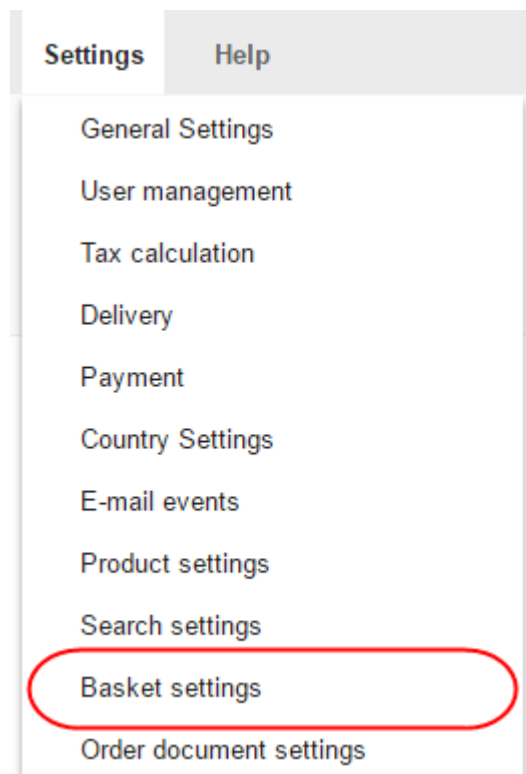 Settings Help
General Settings
User management
Tax calculation
Delivery
Payment
Country Settings
E-mail events
Product settings
Search settings
Basket settings
Order document settings